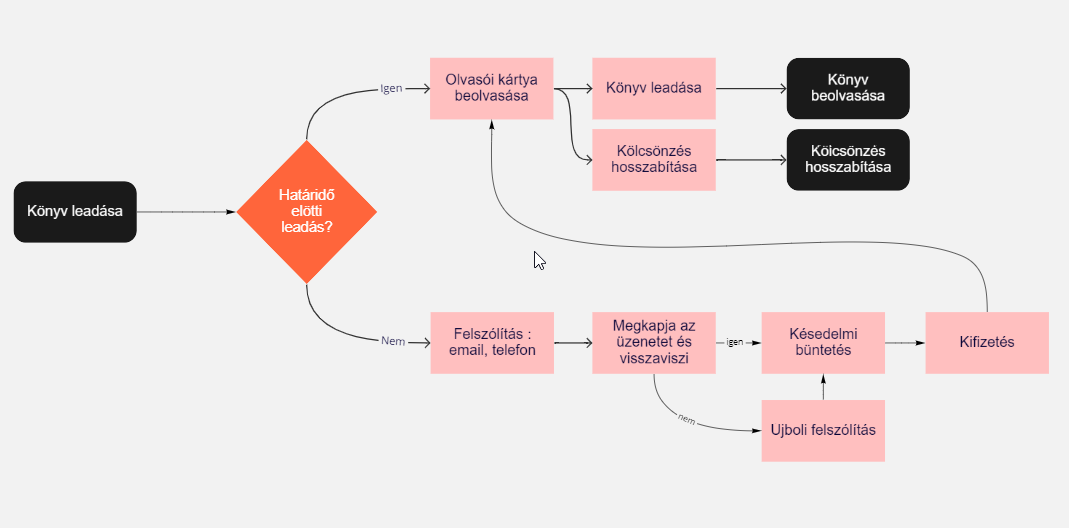 Igen
Olvasói kártya
beolvasása
Könyv leadása
Könyv
beolvasása
Kölcsönzés
hosszabítása
Kölcsönzés
hosszabítása
Könyv leadása
Határidő
elötti
leadás?
Nem
Felszólítás :
email, telefon
Megkapja az
üzenetet és
visszaviszi
igen
Késedelmi
büntetés
Kifizetés
nem
Ujboli felszólítás